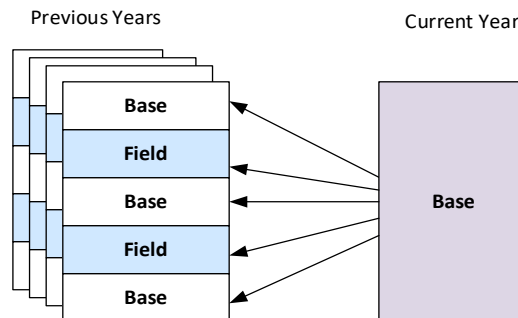 Previous Years
Current Year
Base
Field
Base
Field
Base
Base